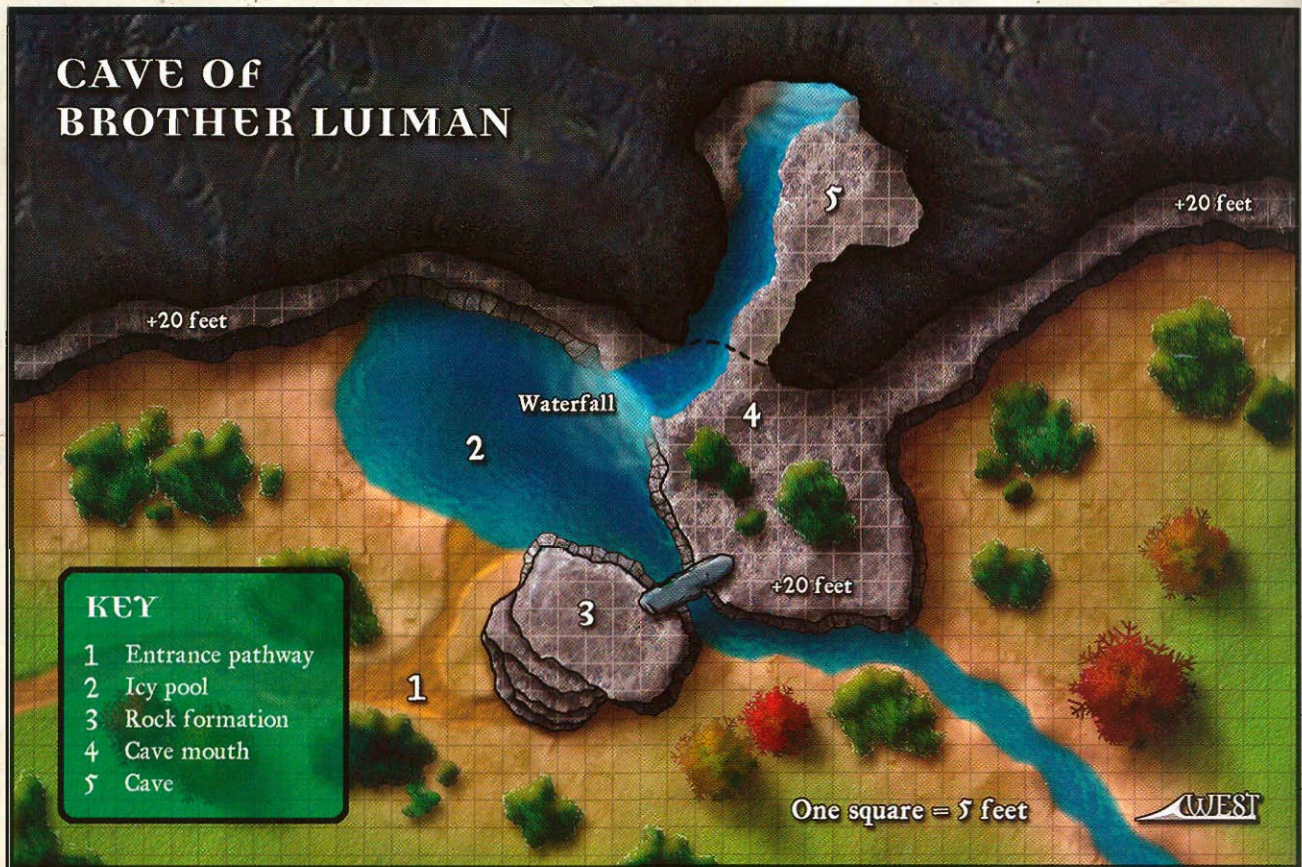 CAVE OF
BROTHER LUIMAN
5
+20 feet
+20 feet
Waterfall
4
2
+20 feet
3
KEY
1 Entrance pathway
2 Icy pool
3 Rock formation
4 Cave mouth
5 Cave
1
One square = 5 feet
WEST